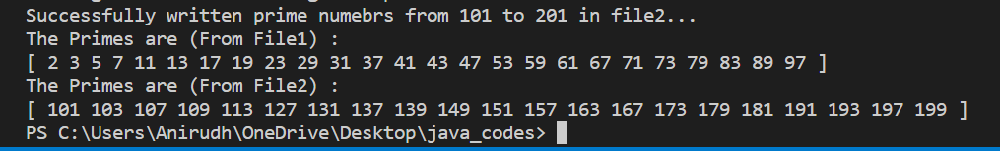 Successfully written prime numebrs from 101 to 201 in file2...
The Primes are (From File1) :
[ 2 3 5 7 11 13 17 19 23 29 31 37 41 43 47 53 59 61 67 71 73 79 83 89 97 ]
The Primes are (From File2) :
[ 101 103 107 109 113 127 131 137 139 149 151 157 163 167 173 179 181 191 193 197 199 ]
PS C:\Users\Anirudh\OneDrive\Desktop\java_codes>